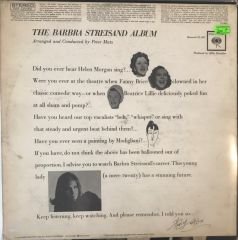 STEREO
THE BARBRA STREISAND ALBUM
Arranged and Conducted by Peter Matz
Did you ever hear Helen Morgan sing?...
Were you ever at the theatre when Fanny Brice clowned in her
classic comedic way...or when Beatrice Lillie deliciously poked fun
at all sham and pomp?
Have you heard our top vocalists "belt," "whisper" or sing with
that steady and urgent beat behind them?...
Have you ever seen a painting by Modigliani?
If you have, do not think the above has been ballooned out of
proportion. I advise you to watch Barbra Streisand's career. This young
lady (a mere twenty) has a stunning future.
Keep listening, keep watching. And please remember, I told you so...